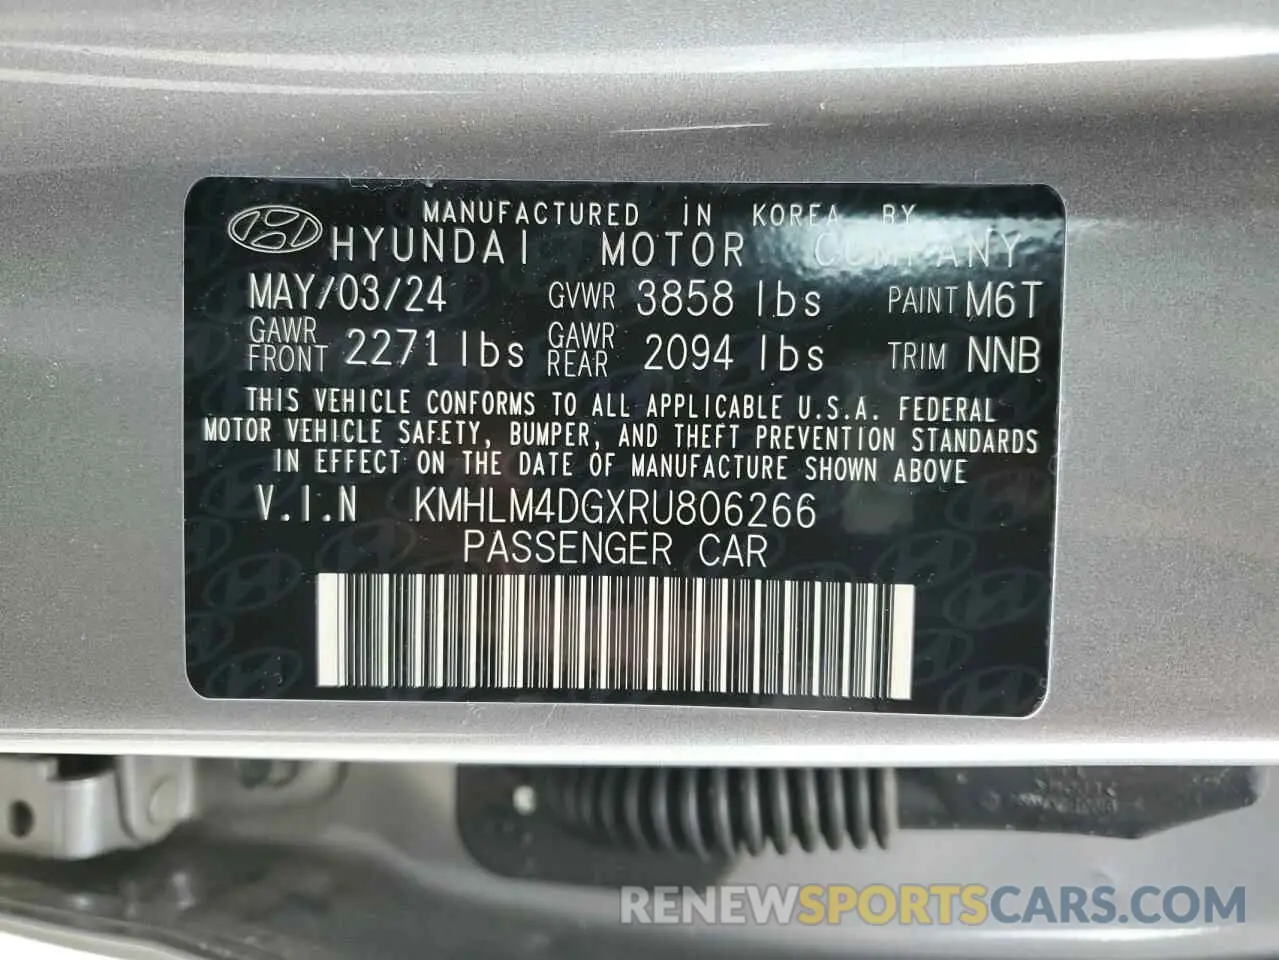 MANUFACTURED IN KOREA BY
HYUNDAI MOTOR COMPANY
MAY/03/24 GVWR 3858 lbs PAINT M6T
GAWR FRONT 2271 lbs GAWR REAR 2094 lbs TRIM NNB
THIS VEHICLE CONFORMS TO ALL APPLICABLE U.S.A. FEDERAL
MOTOR VEHICLE SAFETY, BUMPER, AND THEFT PREVENTION STANDARDS
IN EFFECT ON THE DATE OF MANUFACTURE SHOWN ABOVE
V.I.N KMHLM4DGXRU806266
PASSENGER CAR
RENEWSPORTSCARS.COM